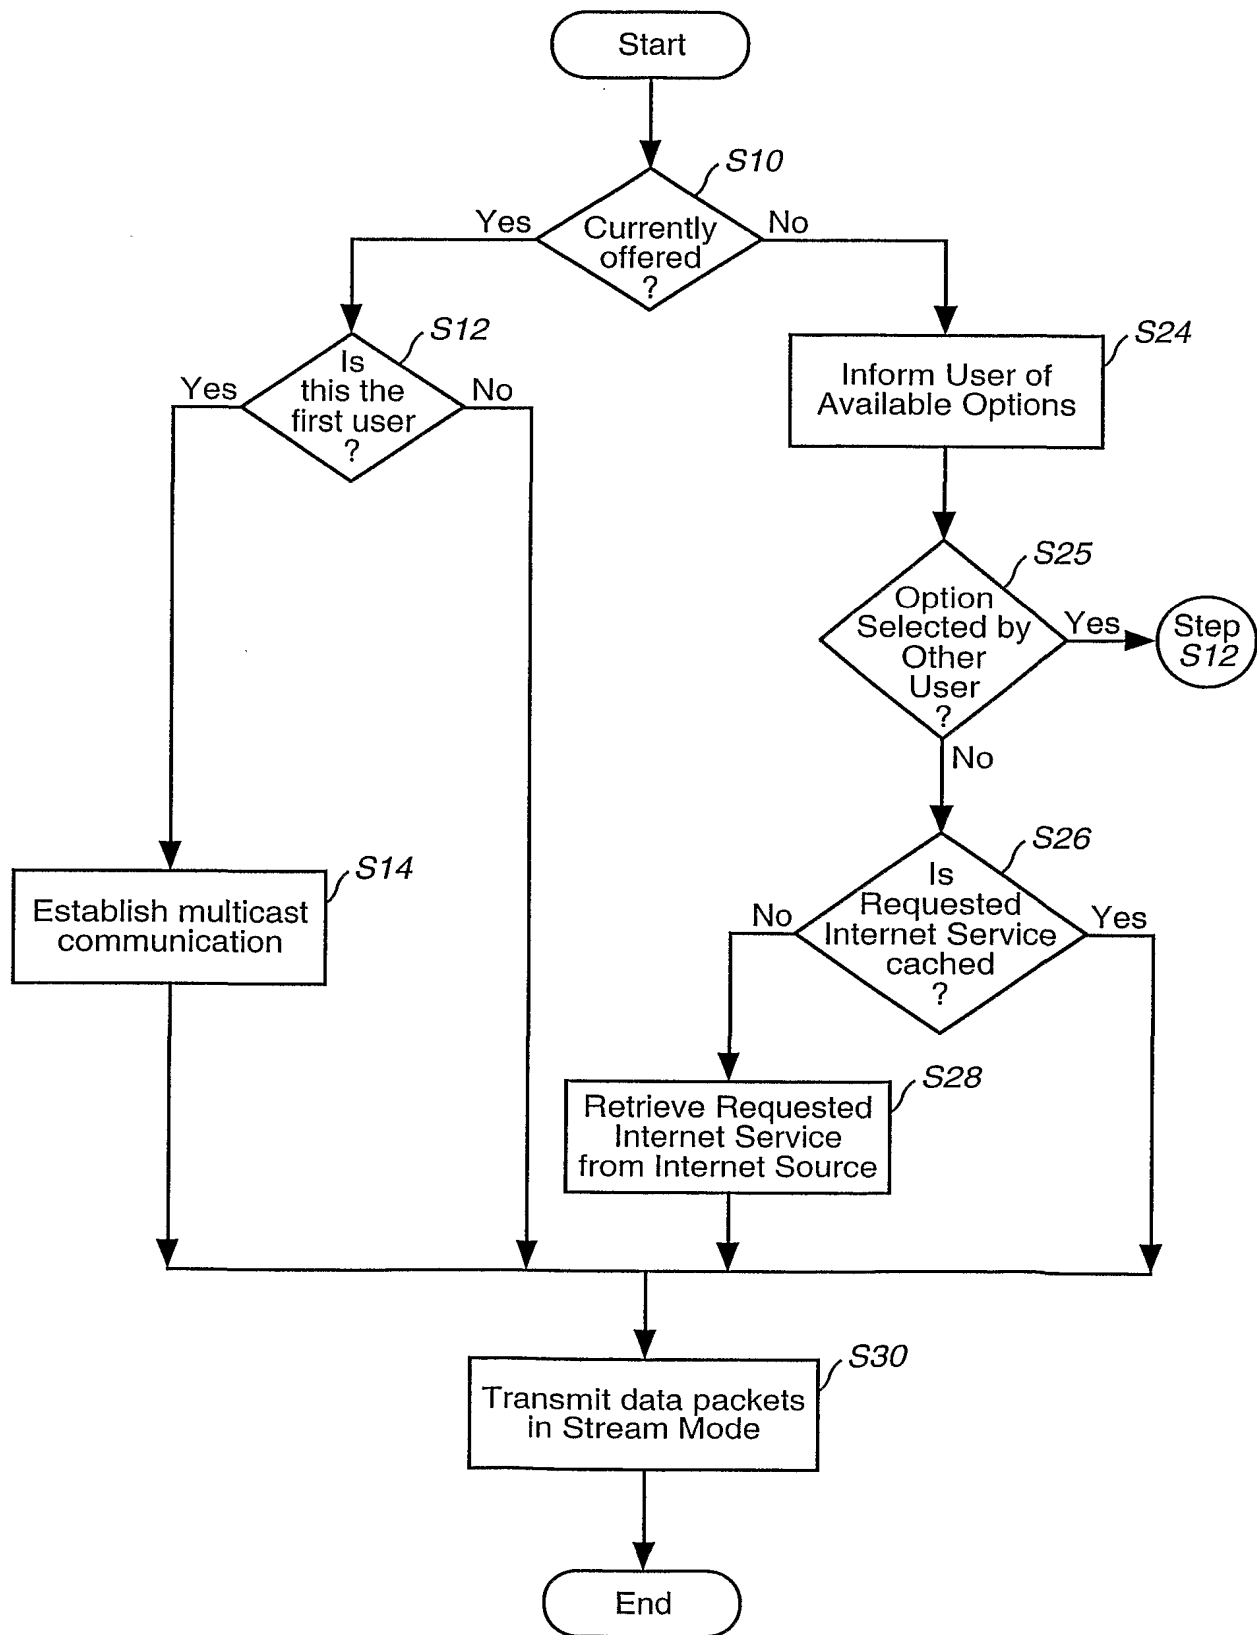 Start
S10
Yes
Currently
offered
?
No
S12
Is
this the
first user
?
Yes
No
S24
Inform User of
Available Options
S25
Option
Selected by
Other
User
?
Yes
Step
S12
No
S26
Is
Requested
Internet Service
cached
?
No
Yes
S14
Establish multicast
communication
S28
Retrieve Requested
Internet Service
from Internet Source
S30
Transmit data packets
in Stream Mode
End